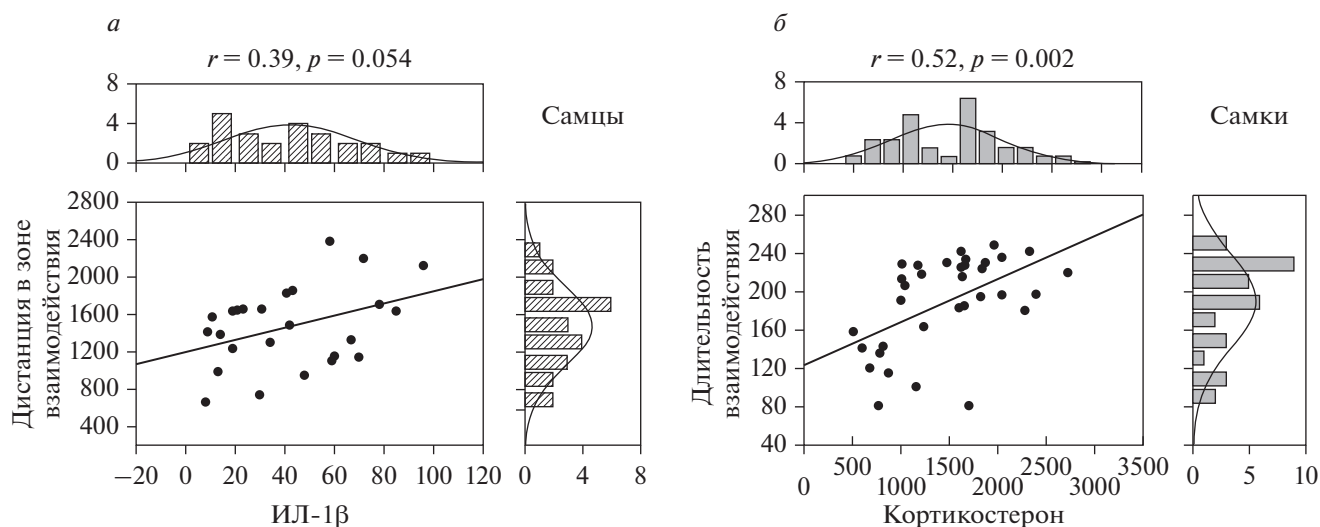 а
r = 0.39, p = 0.054
8
4
0
Самцы
2800
2400
2000
1600
1200
800
400
Дистанция в зоне
взаимодействия
−20 0 20 40 60 80 100 120
ИЛ-1β
0 4 8
б
r = 0.52, p = 0.002
8
4
0
Самки
280
240
200
160
120
80
40
Длительность
взаимодействия
500 1500 2500 3500
0 1000 2000 3000
Кортикостерон
0 5 10